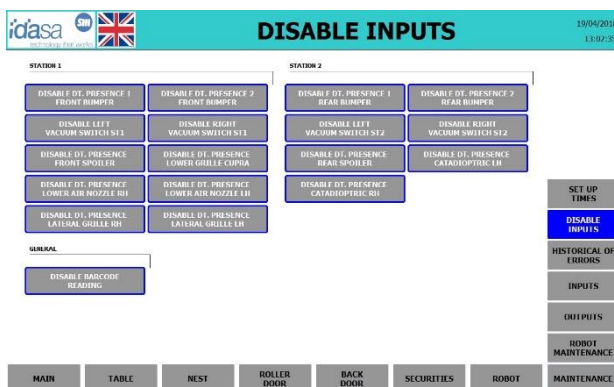 idasa
technology that works
DISABLE INPUTS
19/04/2018
13:02:35
STATION 1
DISABLE DT. PRESENCE 1
FRONT BUMPER
DISABLE DT. PRESENCE 2
FRONT BUMPER
DISABLE LEFT
VACUUM SWITCH ST1
DISABLE RIGHT
VACUUM SWITCH ST1
DISABLE DT. PRESENCE
FRONT SPOILER
DISABLE DT. PRESENCE
LOWER GRILLE CUPRA
DISABLE DT. PRESENCE
LOWER AIR NOZZLE RH
DISABLE DT. PRESENCE
LOWER AIR NOZZLE LH
DISABLE DT. PRESENCE
LATERAL GRILLE RH
DISABLE DT. PRESENCE
LATERAL GRILLE LH
STATION 2
DISABLE DT. PRESENCE 1
REAR BUMPER
DISABLE DT. PRESENCE 2
REAR BUMPER
DISABLE LEFT
VACUUM SWITCH ST2
DISABLE RIGHT
VACUUM SWITCH ST2
DISABLE DT. PRESENCE
REAR SPOILER
DISABLE DT. PRESENCE
CATADIOPTRIC LH
DISABLE DT. PRESENCE
CATADIOPTRIC RH
GENERAL
DISABLE BARCODE
READING
SET UP
TIMES
DISABLE
INPUTS
HISTORICAL OF
ERRORS
INPUTS
OUTPUTS
ROBOT
MAINTENANCE
MAIN
TABLE
NEST
ROLLER
DOOR
BACK
DOOR
SECURITIES
ROBOT
MAINTENANCE